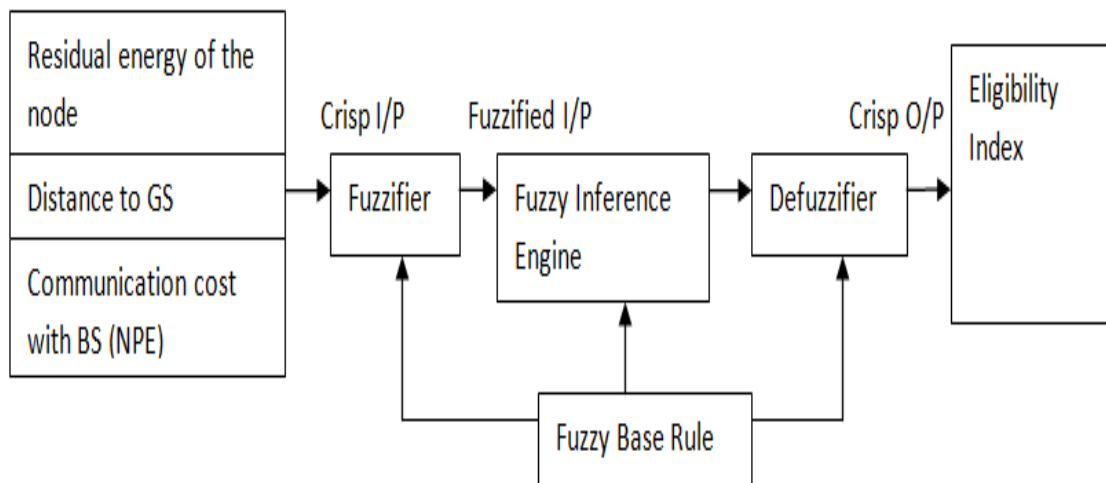 Residual energy of the
node
Distance to GS
Communication cost
with BS (NPE)
Crisp I/P
Fuzzifier
Fuzzified I/P
Fuzzy Inference
Engine
Defuzzifier
Crisp O/P
Eligibility
Index
Fuzzy Base Rule